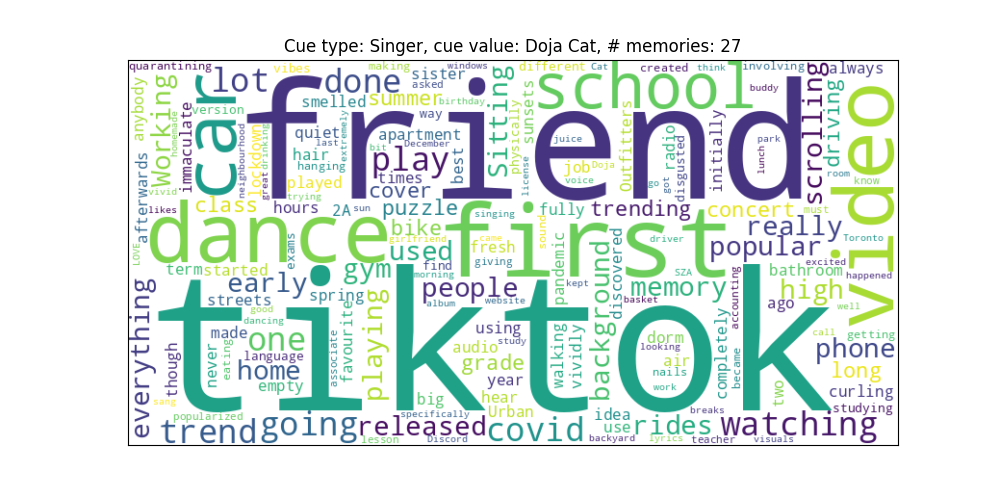 Cue type: Singer, cue value: Doja Cat, # memories: 27
quarantining vibes making windows different Cat created think involving always
anybody Working homemade car lot done sister asked Sitting school scrolling buddy
version smelled summer birthday sunsets physically Outfitters driving
immaculate neighbourhood lockdown drinking great quiet last extremely way apartment December best friend juice license job Doja voice got radio disgusted initially park lunch room know video
vivid hair hanging play bit times go
trying played cover
likes afterwards class hours 2A sun puzzle singing fully trending concert must
LOVE dance exams bike girlfriend used first came fresh sound really popular Toronto
term started gym find giving pandemic background discovered driver SZA memory excited happened
everything early spring morning people album website kept basket bathroom high ago well
streets good dancing tiktok accounting call getting
though made never one language home eating empty associate favourite playing using study audio grade walking vividly dorm looking air nails work completely became phone long
year hear curling
sang popularized big Urban specifically idea use rides breaks two studying
trend going released lesson Discord covid backyard lyrics teacher watching visuals